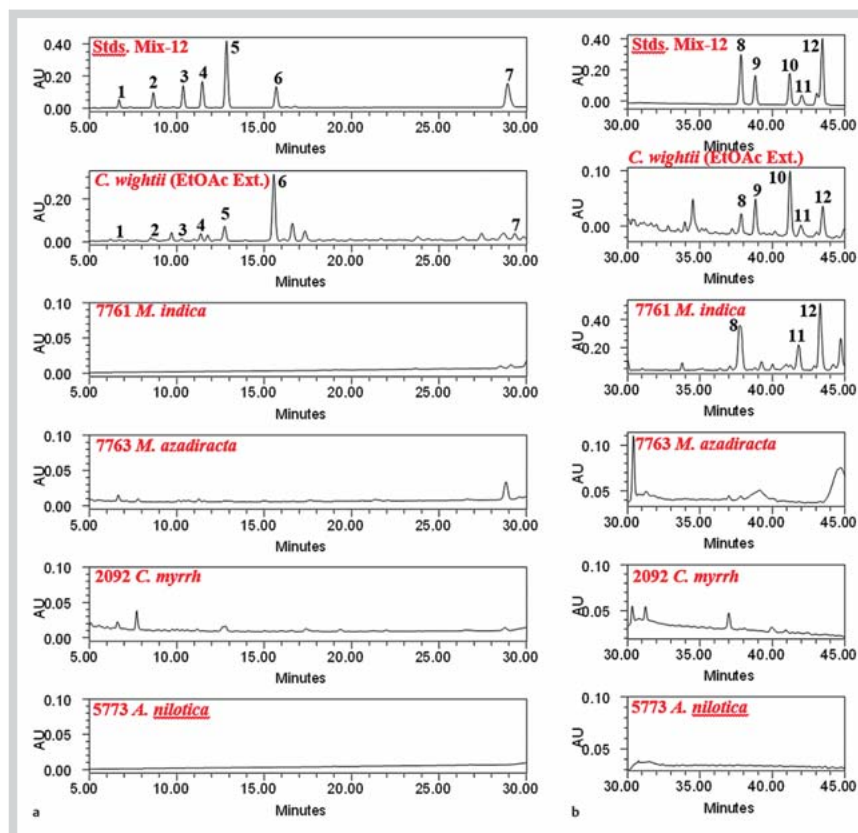 Stds. Mix-12
AU
0.40
0.20
0.00
1 2 3 4 5 6 7
5.00 10.00 15.00 20.00 25.00 30.00
Minutes
C. wightii (EtOAc Ext.)
AU
0.20
0.00
1 2 3 4 5 6 7
5.00 10.00 15.00 20.00 25.00 30.00
Minutes
7761 M. indica
AU
0.10
0.05
0.00
5.00 10.00 15.00 20.00 25.00 30.00
Minutes
7763 M. azadiracta
AU
0.10
0.05
0.00
5.00 10.00 15.00 20.00 25.00 30.00
Minutes
2092 C. myrrh
AU
0.10
0.05
0.00
5.00 10.00 15.00 20.00 25.00 30.00
Minutes
5773 A. nilotica
AU
0.10
0.05
0.00
5.00 10.00 15.00 20.00 25.00 30.00
Minutes
a
Stds. Mix-12
AU
0.40
0.20
0.00
8 9 10 11 12
30.00 35.00 40.00 45.00
Minutes
C. wightii (EtOAc Ext.)
AU
0.10
0.00
8 9 10 11 12
30.00 35.00 40.00 45.00
Minutes
7761 M. indica
AU
0.40
0.20
8 11 12
30.00 35.00 40.00 45.00
Minutes
7763 M. azadiracta
AU
0.10
0.05
30.00 35.00 40.00 45.00
Minutes
2092 C. myrrh
AU
0.10
0.05
30.00 35.00 40.00 45.00
Minutes
5773 A. nilotica
AU
0.10
0.05
30.00 35.00 40.00 45.00
Minutes
b